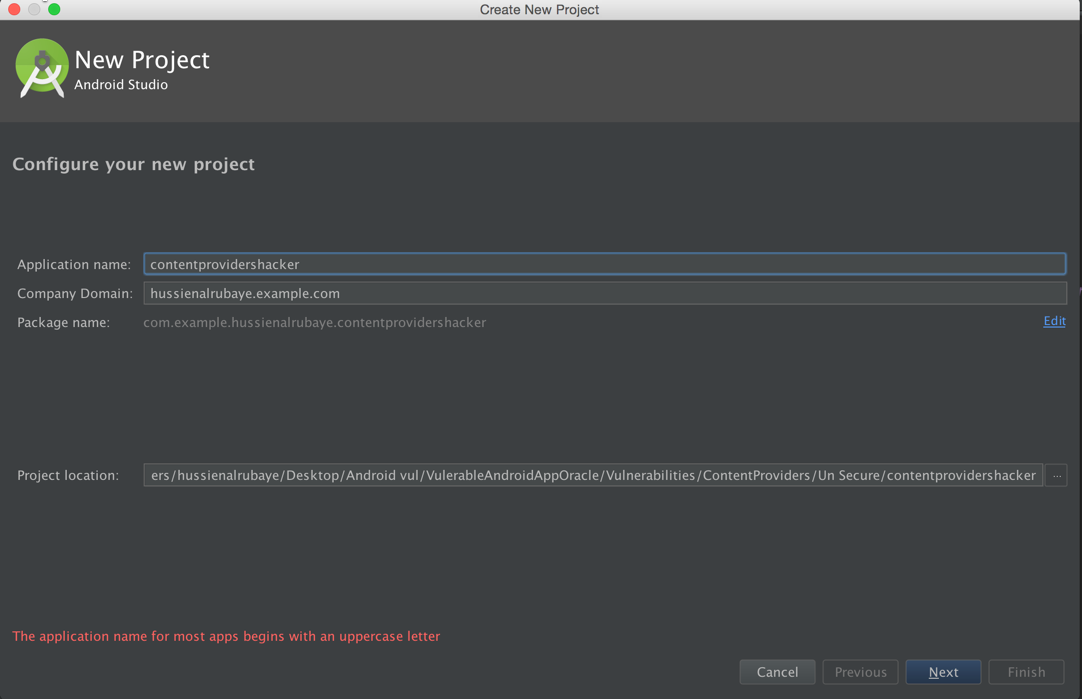 Create New Project
New Project
Android Studio
Configure your new project
Application name: contentprovidershacker
Company Domain: hussienalrubaye.example.com
Package name: com.example.hussienalrubaye.contentprovidershacker Edit
Project location: ers/hussienalrubaye/Desktop/Android vul/VulerableAndroidAppOracle/Vulnerabilities/ContentProviders/Un Secure/contentprovidershacker ...
The application name for most apps begins with an uppercase letter
Cancel Previous Next Finish